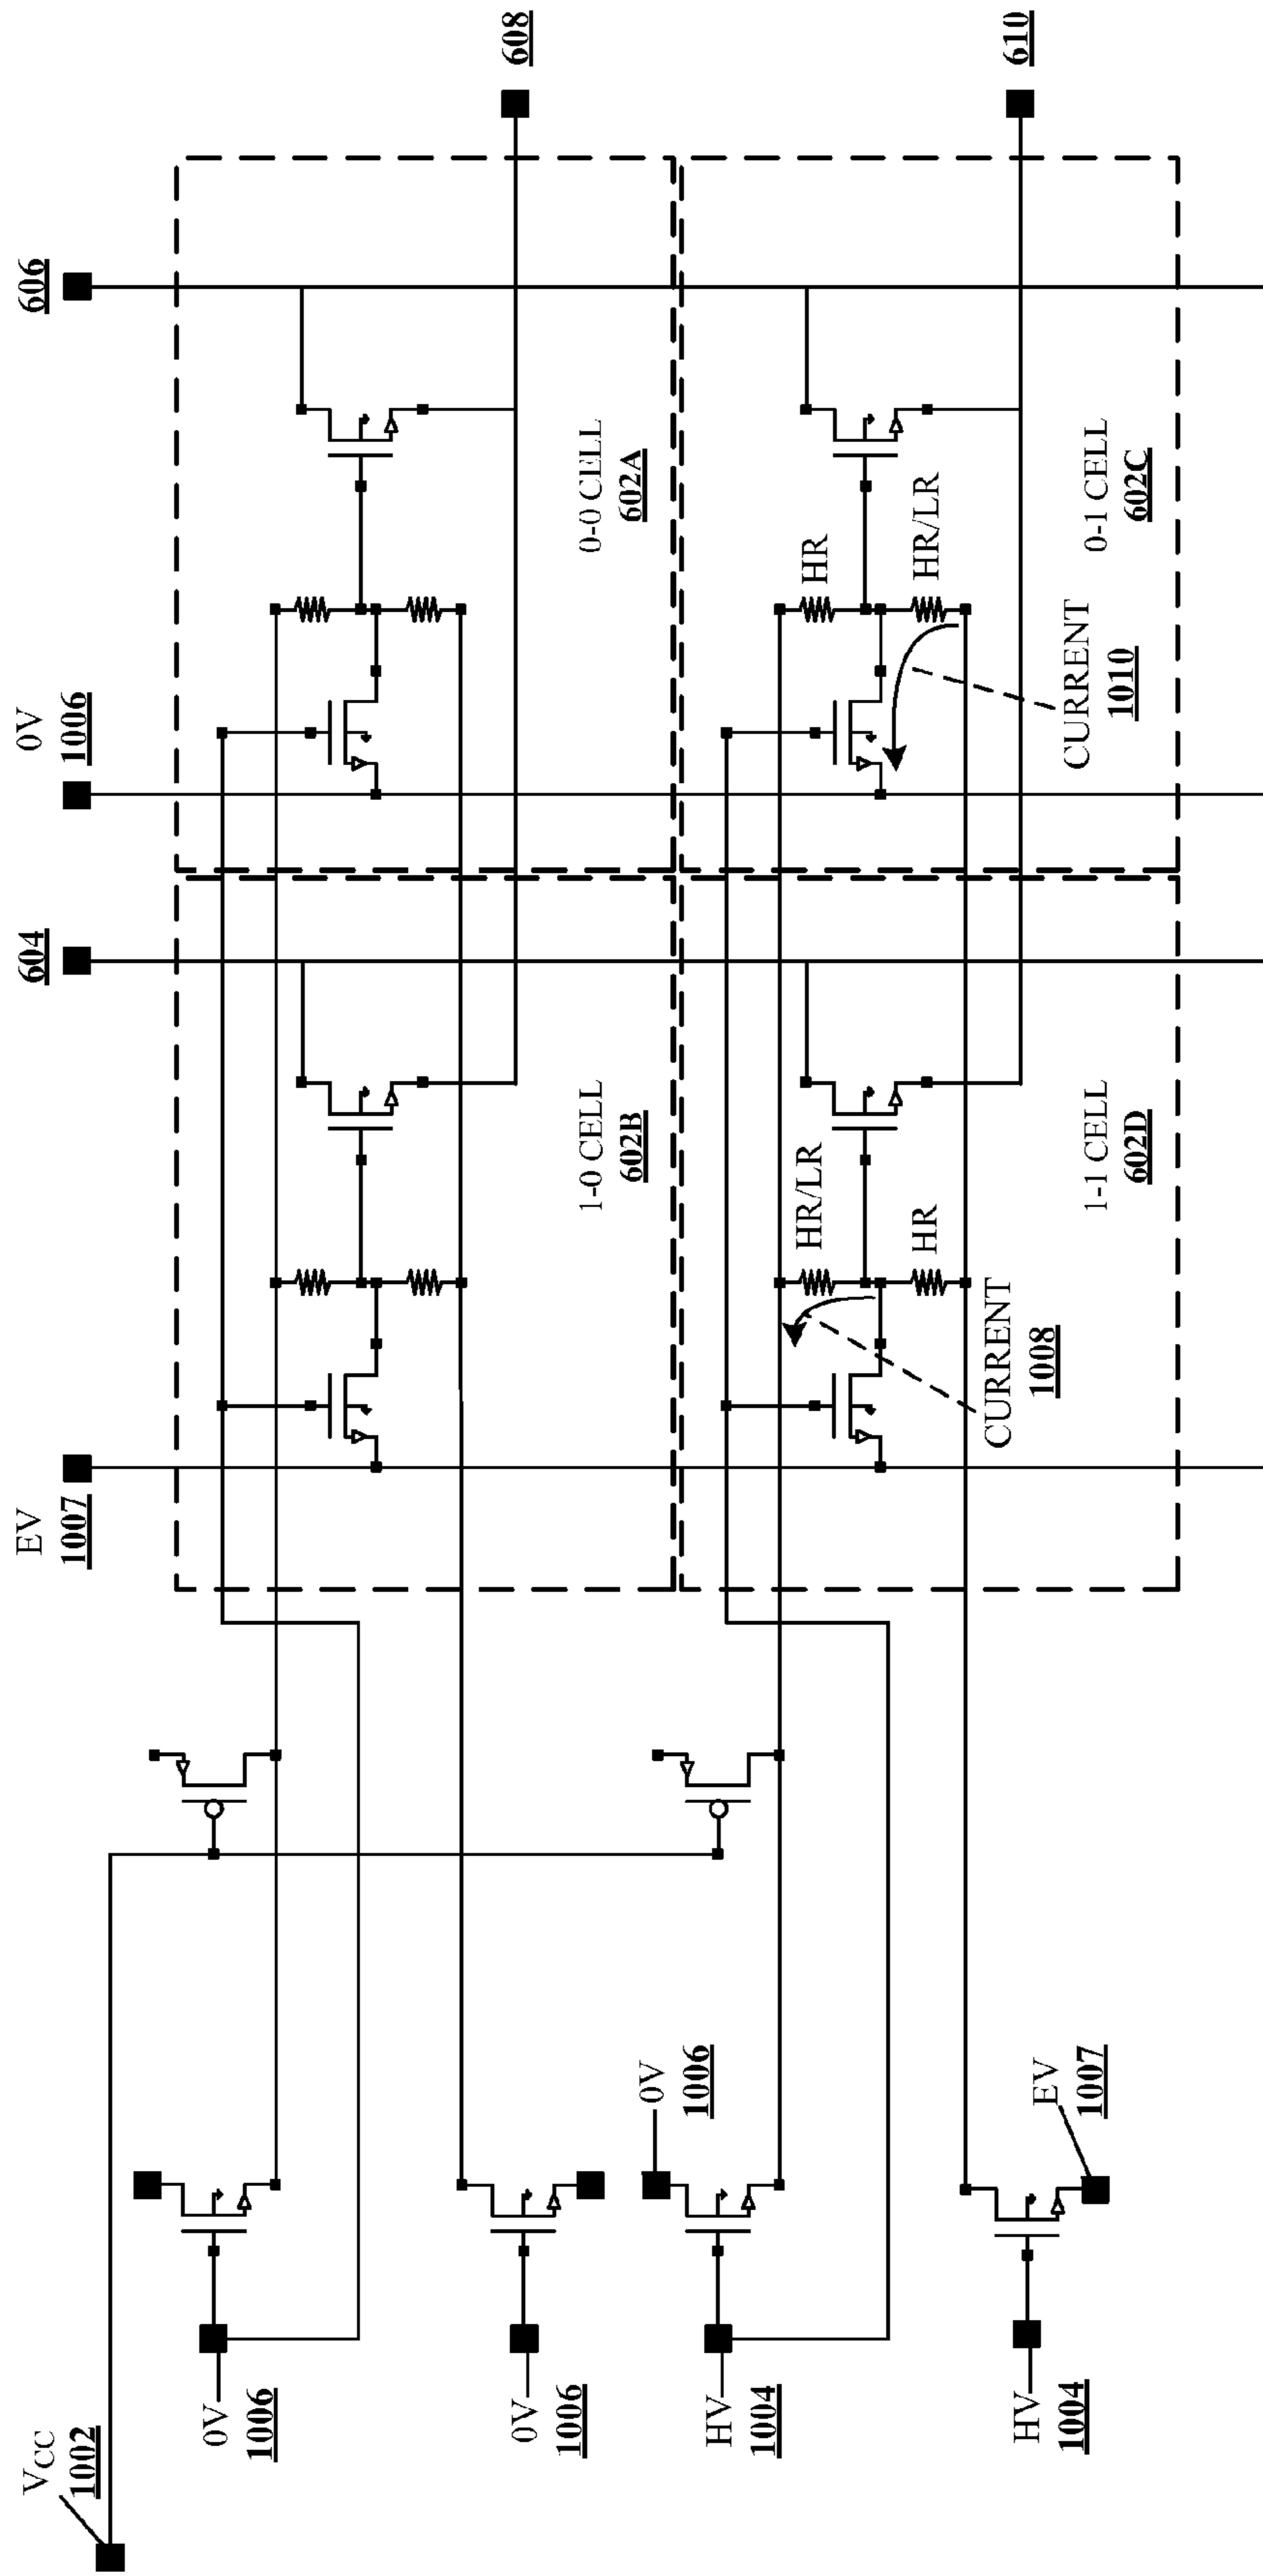 V_CC
1002
0V
1006
0V
1006
HV
1004
HV
1004
0V
1006
EV
1007
EV
1007
604
0V
1006
606
608
610
1-0 CELL
602B
0-0 CELL
602A
HR/LR
HR
CURRENT
1008
1-1 CELL
602D
HR
HR/LR
CURRENT
1010
0-1 CELL
602C